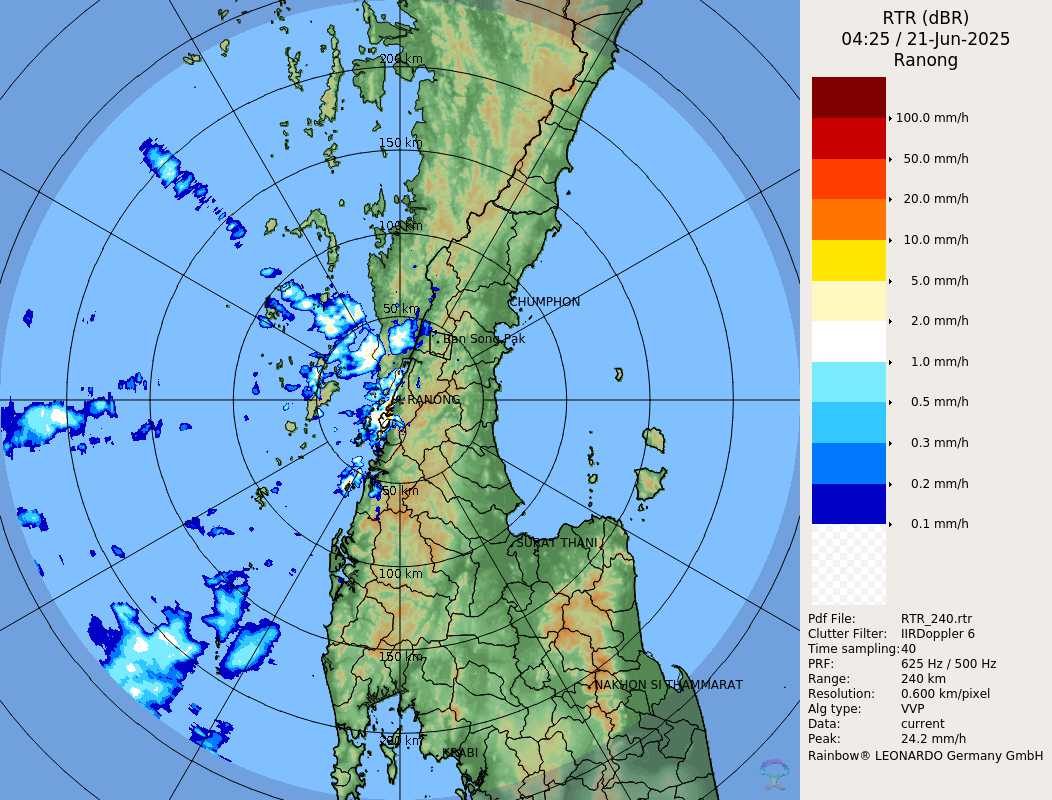 200 km
150 km
100 km
50 km
CHUMPHON
Ban Song Pak
RANONG
50 km
SURAT THANI
100 km
150 km
NAKHON SI THAMMARAT
200 km
KRABI
RTR (dBR)
04:25 / 21-Jun-2025
Ranong
100.0 mm/h
50.0 mm/h
20.0 mm/h
10.0 mm/h
5.0 mm/h
2.0 mm/h
1.0 mm/h
0.5 mm/h
0.3 mm/h
0.2 mm/h
0.1 mm/h
Pdf File: RTR_240.rtr
Clutter Filter: IIRDoppler 6
Time sampling:40
PRF: 625 Hz / 500 Hz
Range: 240 km
Resolution: 0.600 km/pixel
Alg type: VVP
Data: current
Peak: 24.2 mm/h
Rainbow® LEONARDO Germany GmbH